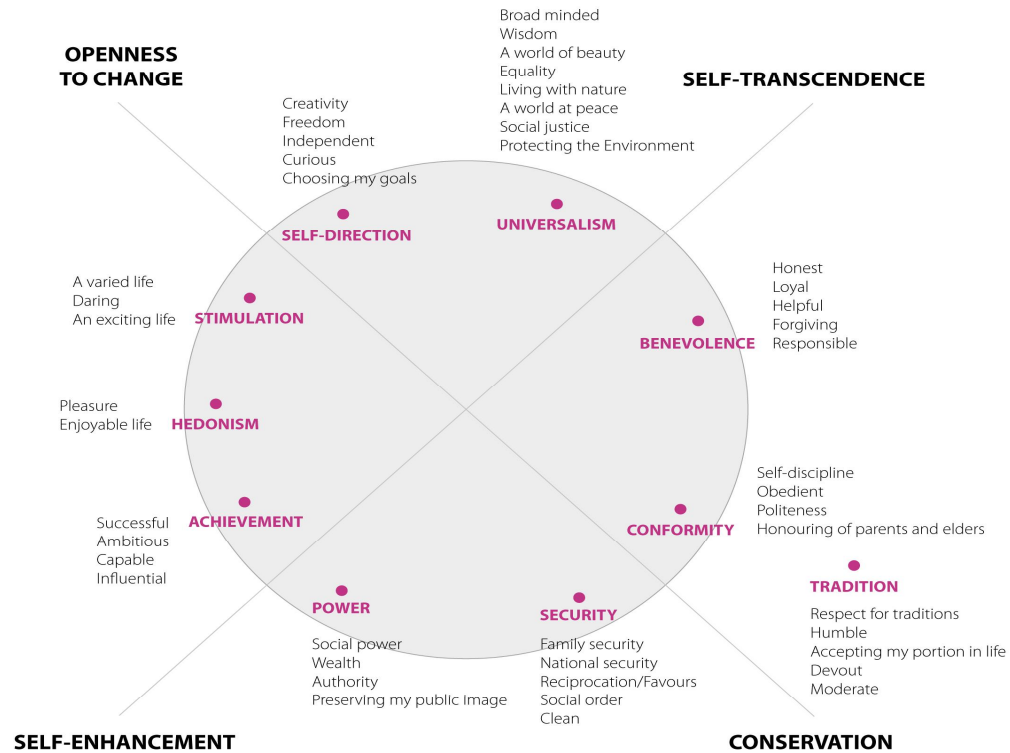 OPENNESS
TO CHANGE
Broad minded
Wisdom
A world of beauty
Equality
Living with nature
A world at peace
Social justice
Protecting the Environment
SELF-TRANSCENDENCE
Creativity
Freedom
Independent
Curious
Choosing my goals
SELF-DIRECTION
UNIVERSALISM
A varied life
Daring
An exciting life
STIMULATION
Honest
Loyal
Helpful
Forgiving
Responsible
BENEVOLENCE
Pleasure
Enjoyable life
HEDONISM
Successful
Ambitious
Capable
Influential
ACHIEVEMENT
Self-discipline
Obedient
Politeness
Honouring of parents and elders
CONFORMITY
TRADITION
Respect for traditions
Humble
Accepting my portion in life
Devout
Moderate
POWER
Social power
Wealth
Authority
Preserving my public image
SECURITY
Family security
National security
Reciprocation/Favours
Social order
Clean
SELF-ENHANCEMENT
CONSERVATION